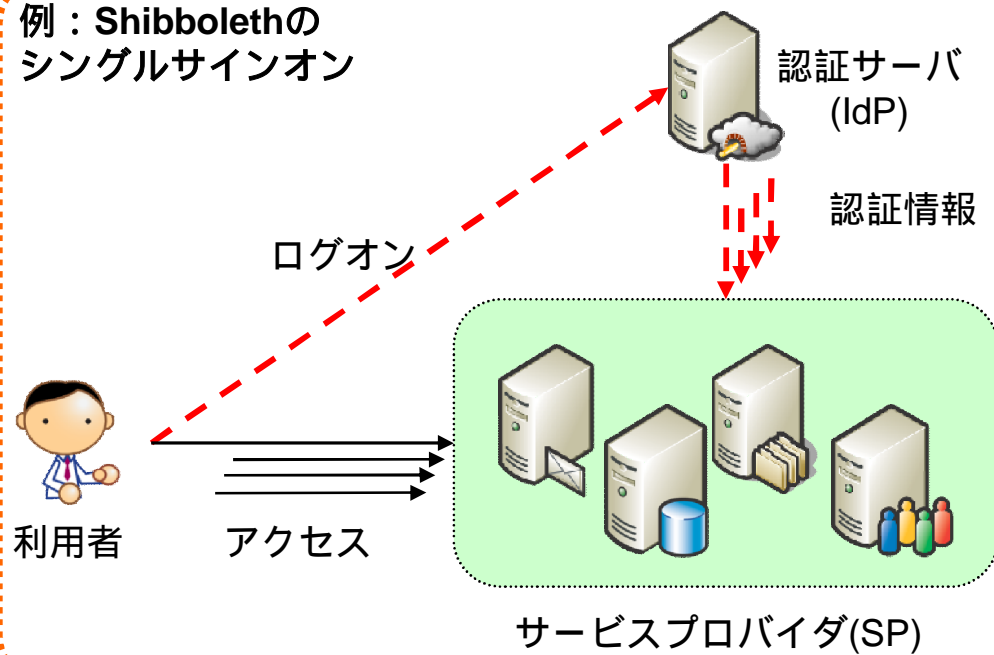 例：Shibbolethの
シングルサインオン
認証サーバ
(IdP)
認証情報
ログオン
利用者
アクセス
サービスプロバイダ(SP)